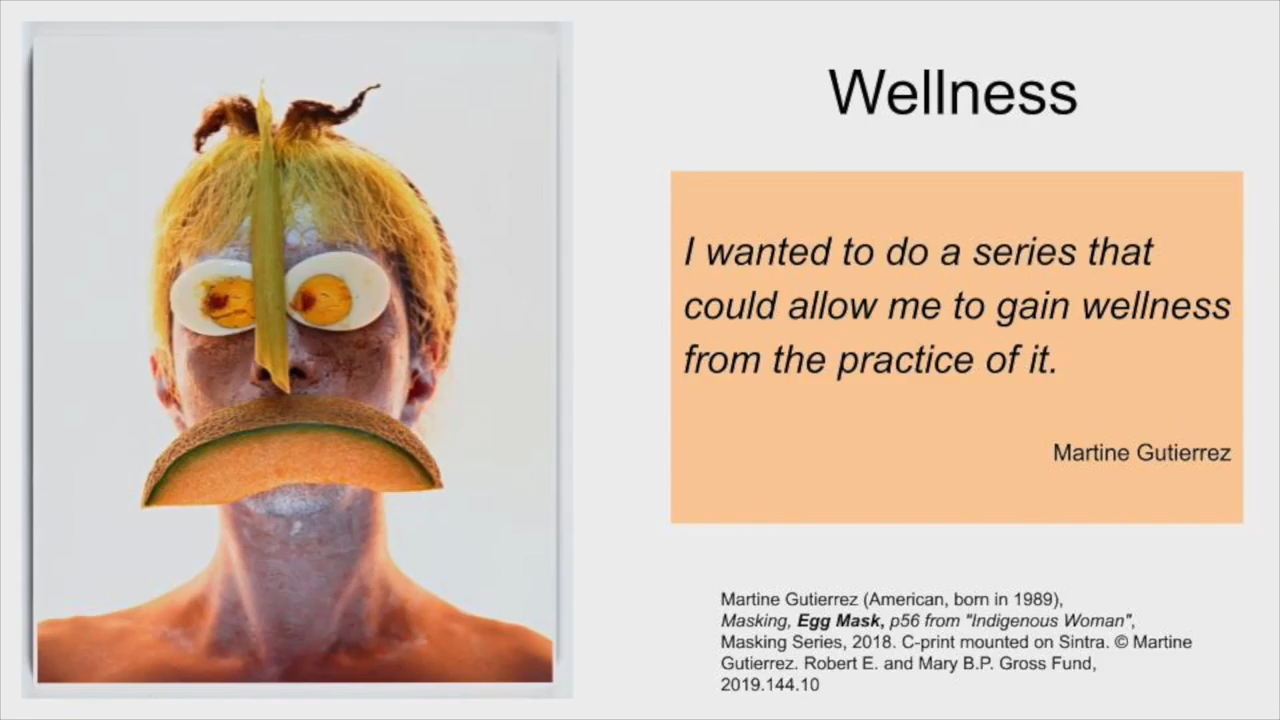 Wellness
I wanted to do a series that
could allow me to gain wellness
from the practice of it.
Martine Gutierrez
Martine Gutierrez (American, born in 1989),
Masking, Egg Mask, p56 from "Indigenous Woman",
Masking Series, 2018. C-print mounted on Sintra. © Martine
Gutierrez. Robert E. and Mary B.P. Gross Fund,
2019.144.10